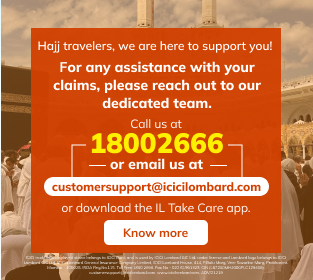 Hajj travelers, we are here to support you!
For any assistance with your
claims, please reach out to our
dedicated team.
Call us at
18002666
or email us at
customersupport@icicilombard.com
or download the IL Take Care app.
Know more